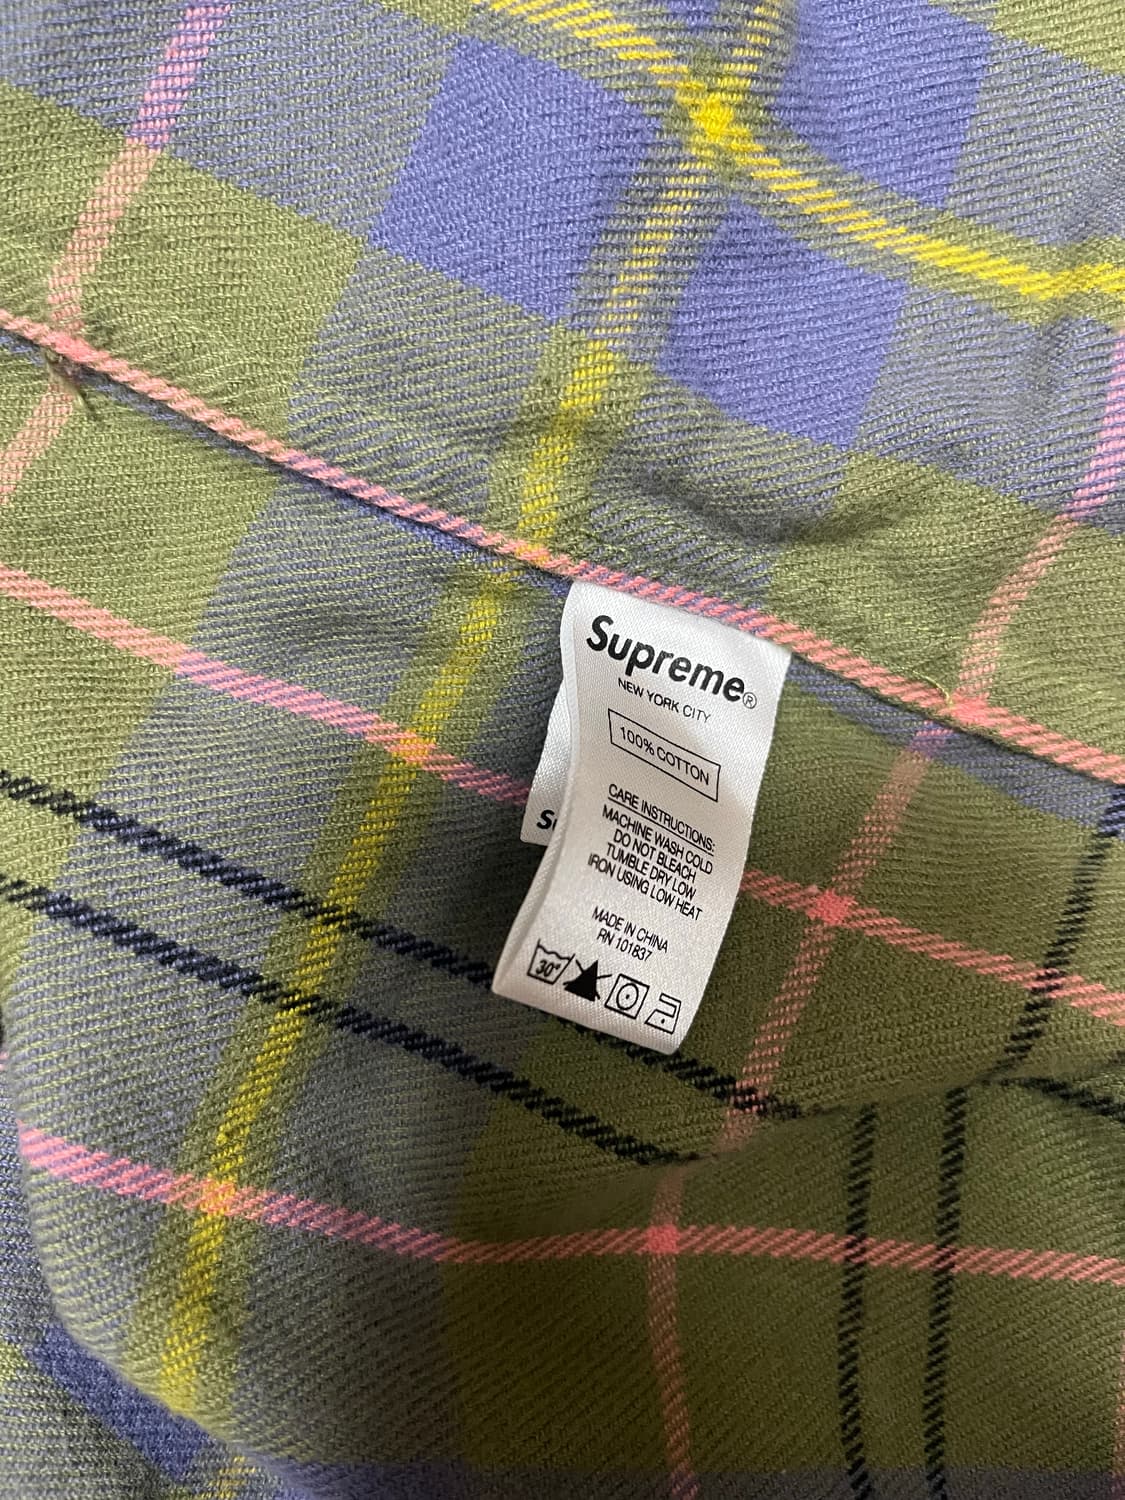 Supreme®
NEW YORK CITY
100% COTTON
CARE INSTRUCTIONS:
MACHINE WASH COLD
DO NOT BLEACH
TUMBLE DRY LOW
IRON USING LOW HEAT
MADE IN CHINA
RN 101837
30°